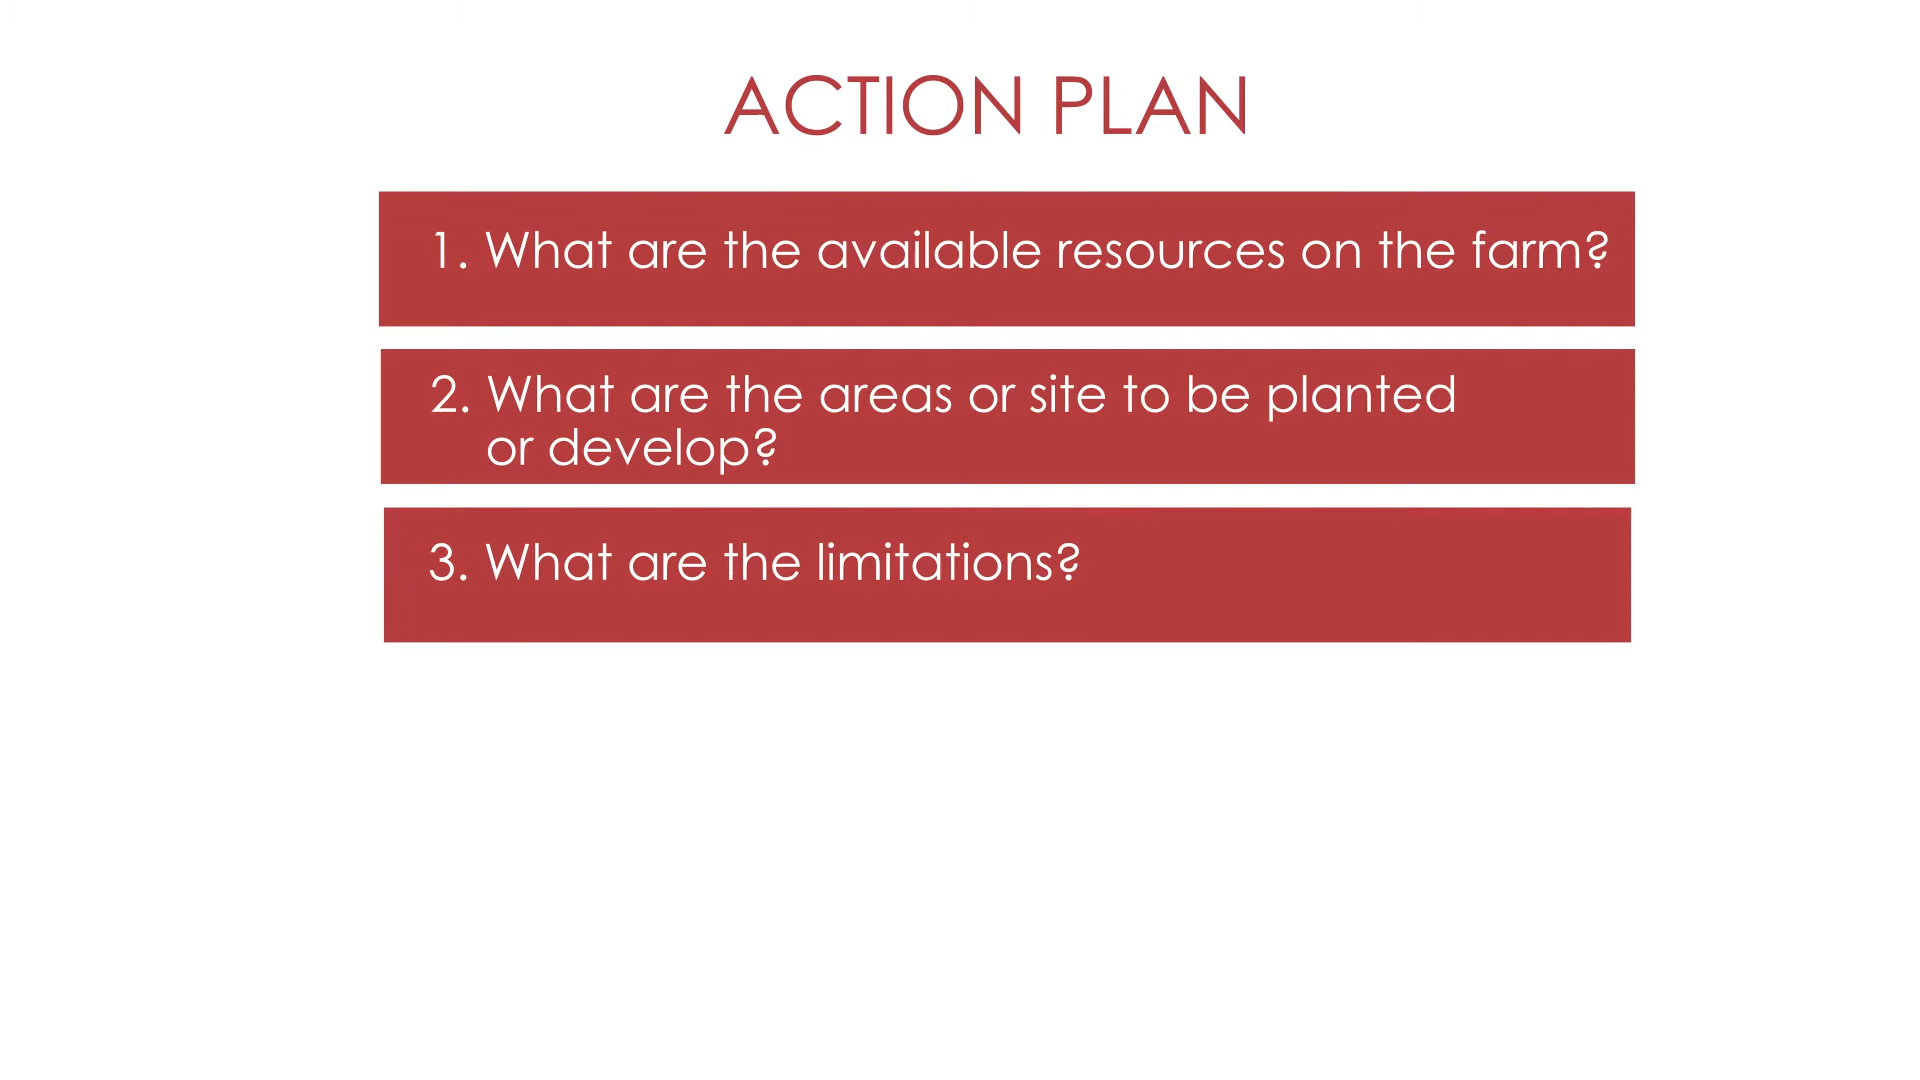 ACTION PLAN
1. What are the available resources on the farm?
2. What are the areas or site to be planted
or develop?
3. What are the limitations?